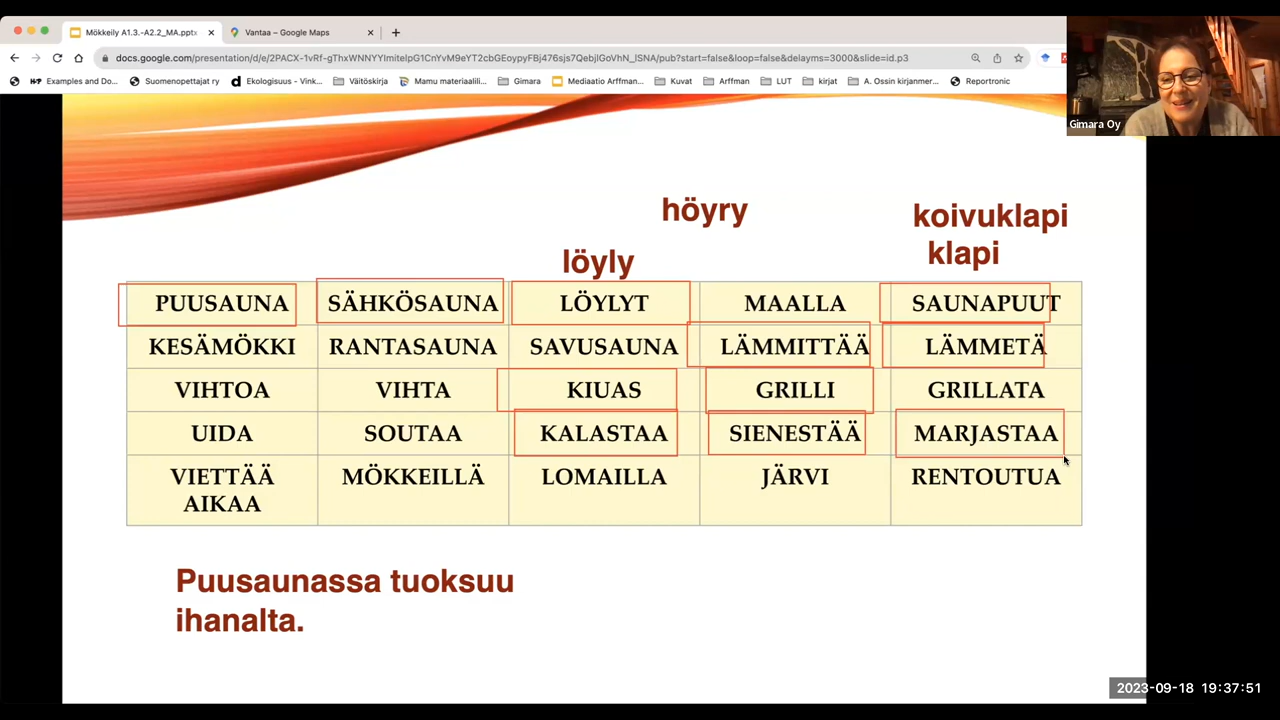 Mökkeily A1.3.-A2.2_MA.pptx
Vantaa – Google Maps
docs.google.com/presentation/d/e/2PACX-1vRf-gThxWNYYImitelpG1CnYvM9eYT2cbGEoypyFBj476sjs7QebjIGoVhN_lSNA/pub?start=false&loop=false&delayms=3000&slide=id.p3
Examples and Do... Suomenopettajat ry Ekologisuus - Vink... Väitöskirja Mamu materiaalili... Gimara Mediaatio Arffman... Kuvat Arffman LUT kirjat A. Ossin kirjanmer... Reportronic
Gimara Oy
höyry
koivuklapi
klapi
löyly
PUUSAUNA SÄHKÖSAUNA LÖYLYT MAALLA SAUNAPUUT
KESÄMÖKKI RANTASAUNA SAVUSAUNA LÄMMITTÄÄ LÄMMETÄ
VIHTOA VIHTA KIUAS GRILLI GRILLATA
UIDA SOUTAA KALASTAA SIENESTÄÄ MARJASTAA
VIETTÄÄ MÖKKEILLÄ LOMAILLA JÄRVI RENTOUTUA
AIKAA
Puusaunassa tuoksuu
ihanalta.
2023-09-18 19:37:51